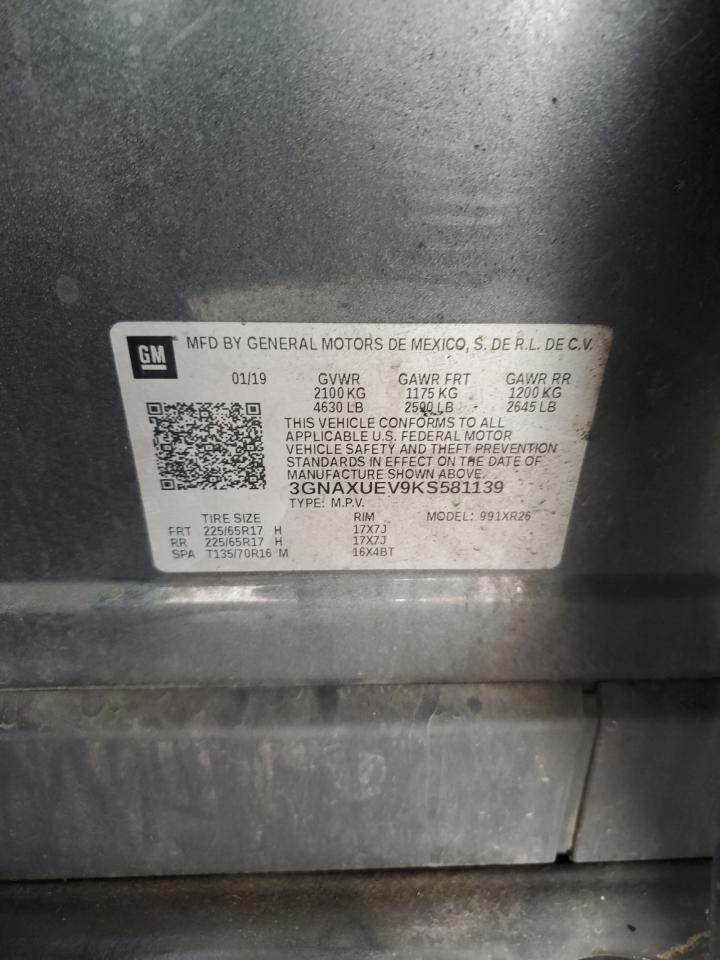 GM
MFD BY GENERAL MOTORS DE MEXICO, S. DE R.L. DE C.V.
01/19 GVWR GAWR FRT GAWR RR
2100 KG 1175 KG 1200 KG
4630 LB 2590 LB 2645 LB
THIS VEHICLE CONFORMS TO ALL
APPLICABLE U.S. FEDERAL MOTOR
VEHICLE SAFETY AND THEFT PREVENTION
STANDARDS IN EFFECT ON THE DATE OF
MANUFACTURE SHOWN ABOVE.
3GNAXUEV9KS581139
TYPE: M.P.V.
TIRE SIZE RIM MODEL: 991XR26
FRT 225/65R17 H 17X7J
RR 225/65R17 H 17X7J
SPA T135/70R16 M 16X4BT